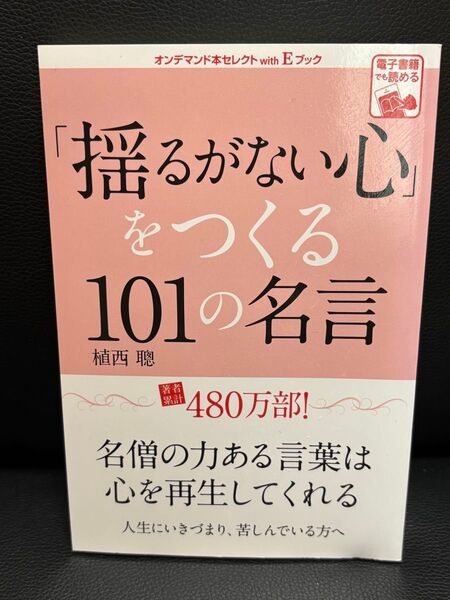 オンデマンド本セレクト with E ブック
電子書籍
でも読める
「揺るがない心」
をつくる
101の名言
植西 聰
著者
累計
480万部!
名僧の力ある言葉は
心を再生してくれる
人生にいきづまり、苦しんでいる方へ